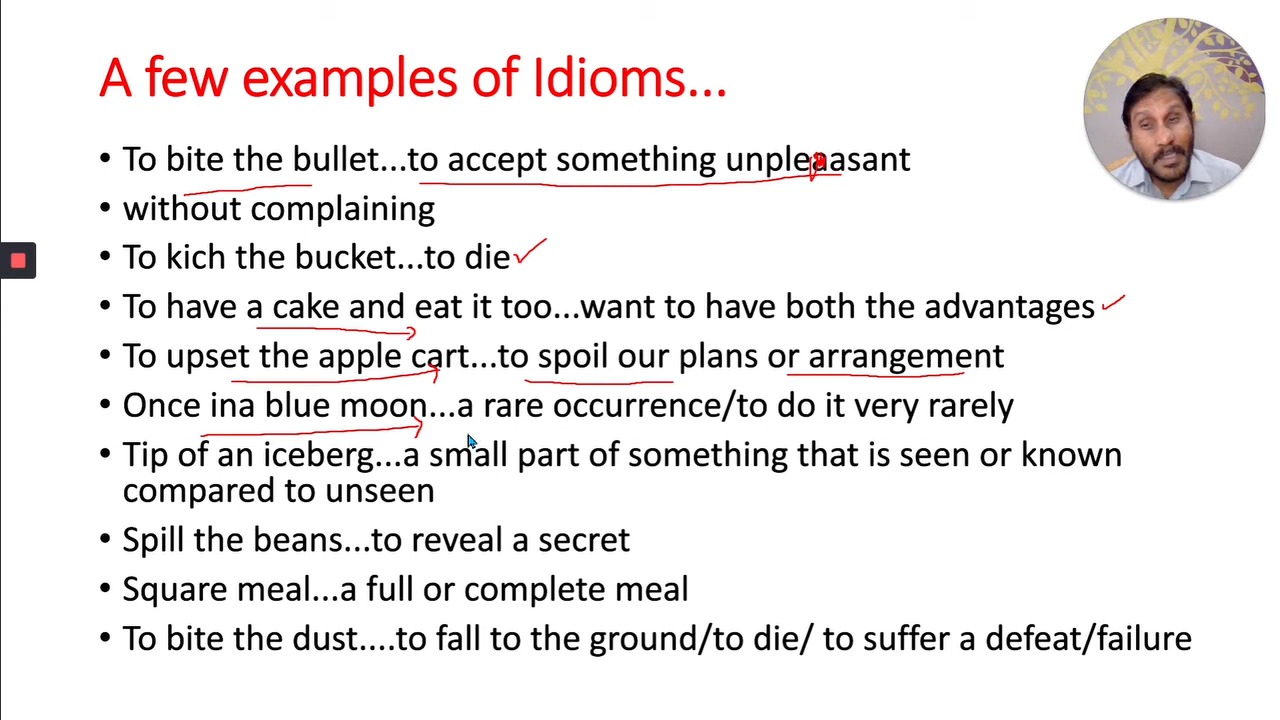 A few examples of Idioms...
• To bite the bullet...to accept something unpleaasant
• without complaining
• To kich the bucket...to die
• To have a cake and eat it too...want to have both the advantages
• To upset the apple cart...to spoil our plans or arrangement
• Once ina blue moon...a rare occurrence/to do it very rarely
• Tip of an iceberg...a small part of something that is seen or known
compared to unseen
• Spill the beans...to reveal a secret
• Square meal...a full or complete meal
• To bite the dust....to fall to the ground/to die/ to suffer a defeat/failure